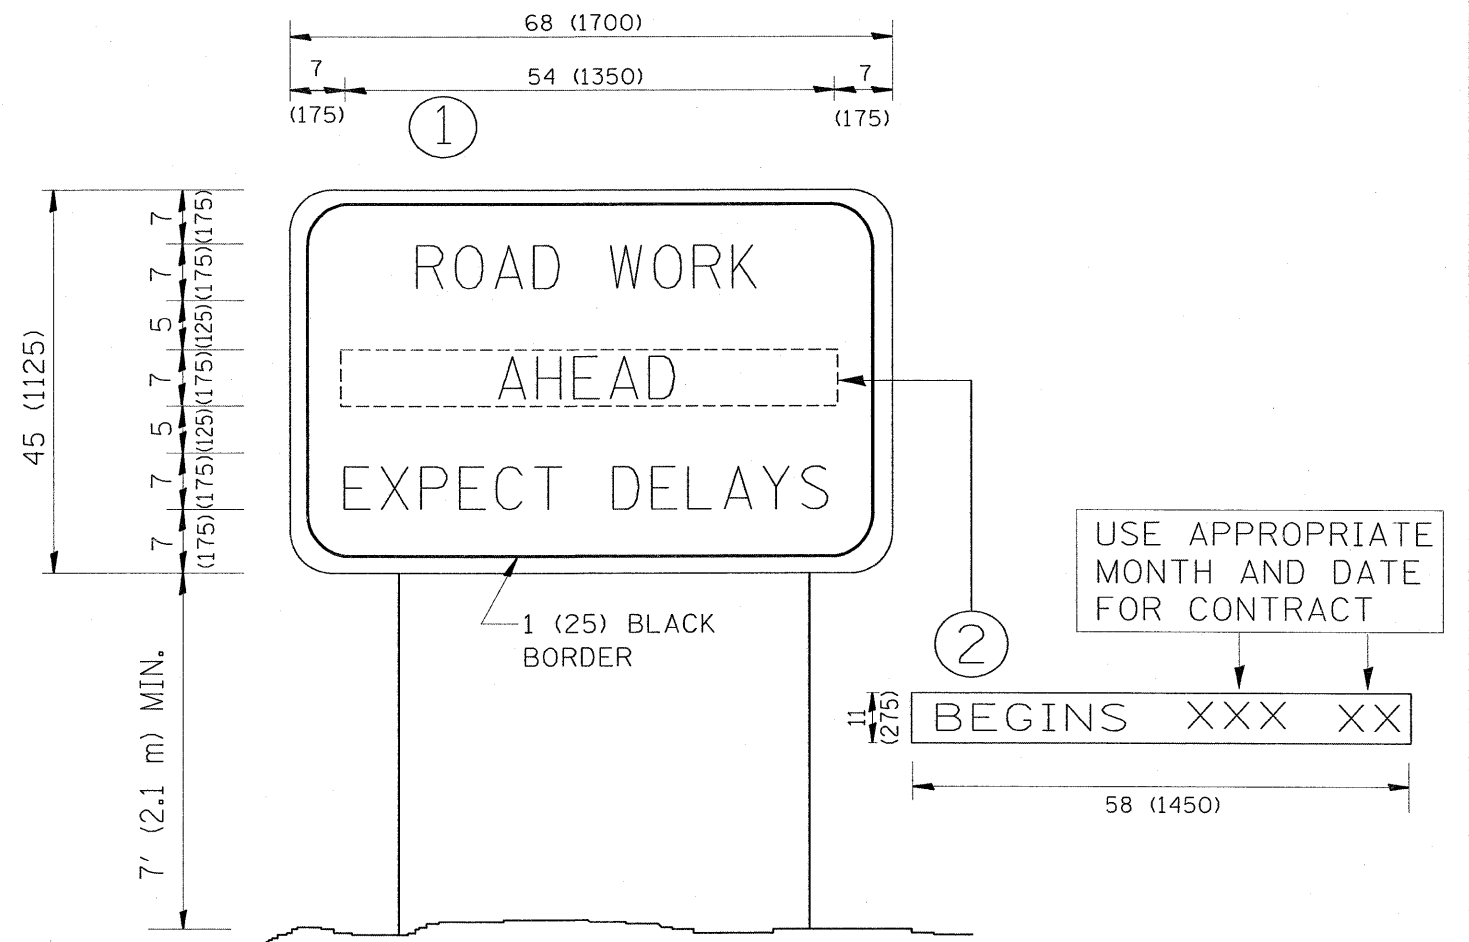 68 (1700)
7
54 (1350)
7
(175)
(175)
1
7
(175)
7
(175)
5
(125)
7
(175)
5
(125)
7
(175)
7
(175)
45 (1125)
ROAD WORK
AHEAD
EXPECT DELAYS
1 (25) BLACK
BORDER
7' (2.1 m) MIN.
USE APPROPRIATE
MONTH AND DATE
FOR CONTRACT
2
11
(275)
BEGINS XXX XX
58 (1450)